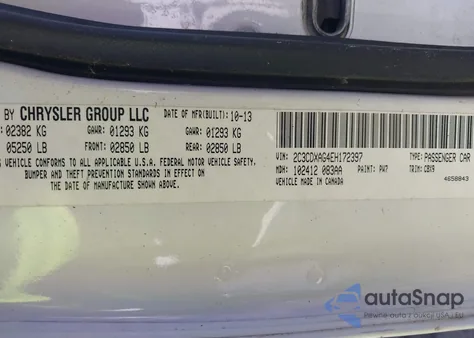 BY CHRYSLER GROUP LLC DATE OF MFR(BUILT): 10-13
02382 KG GAWR: 01293 KG GAWR: 01293 KG
05250 LB FRONT: 02850 LB REAR: 02850 LB
VEHICLE CONFORMS TO ALL APPLICABLE U.S.A. FEDERAL MOTOR VEHICLE SAFETY,
BUMPER AND THEFT PREVENTION STANDARDS IN EFFECT ON
THE DATE OF MANUFACTURE SHOWN ABOVE.
VIN: 2C3CDXAG4EH172397 TYPE: PASSENGER CAR
MDH: 102412 083AA PAINT: PW7 TRIM: CBX9
VEHICLE MADE IN CANADA 4658843
autoSnap